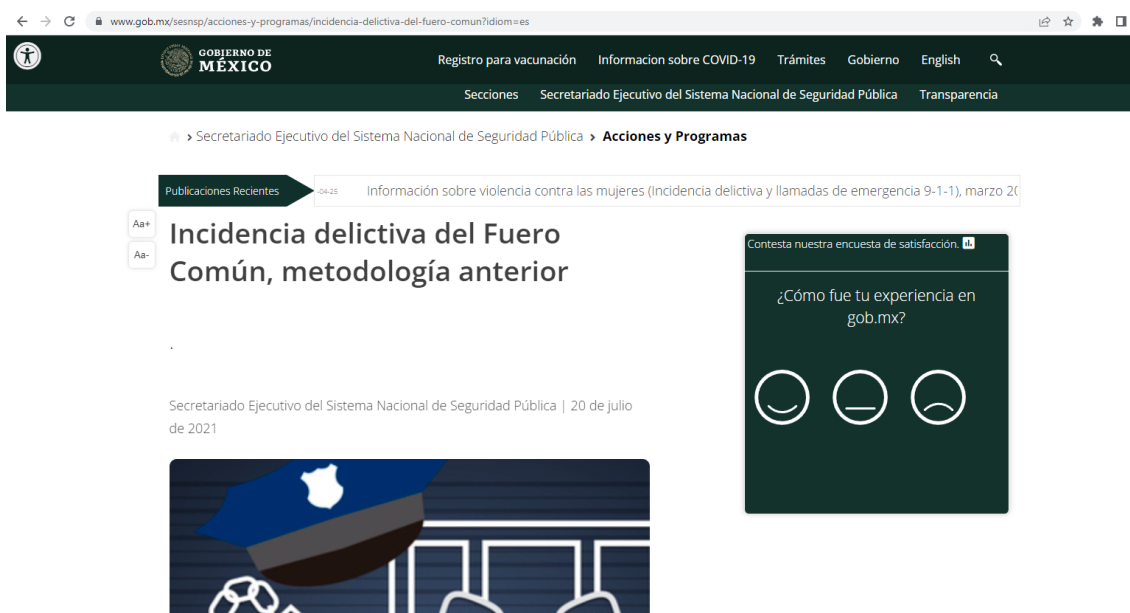 www.gob.mx/sesnsp/acciones-y-programas/incidencia-delictiva-del-fuero-comun?idiom=es
GOBIERNO DE
MÉXICO
Registro para vacunación Informacion sobre COVID-19 Trámites Gobierno English
Secciones Secretariado Ejecutivo del Sistema Nacional de Seguridad Pública Transparencia
> Secretariado Ejecutivo del Sistema Nacional de Seguridad Pública > Acciones y Programas
Publicaciones Recientes -04-25 Información sobre violencia contra las mujeres (Incidencia delictiva y llamadas de emergencia 9-1-1), marzo 20
Aa+
Aa-
Incidencia delictiva del Fuero
Común, metodología anterior
.
Secretariado Ejecutivo del Sistema Nacional de Seguridad Pública | 20 de julio
de 2021
Contesta nuestra encuesta de satisfacción.
¿Cómo fue tu experiencia en
gob.mx?